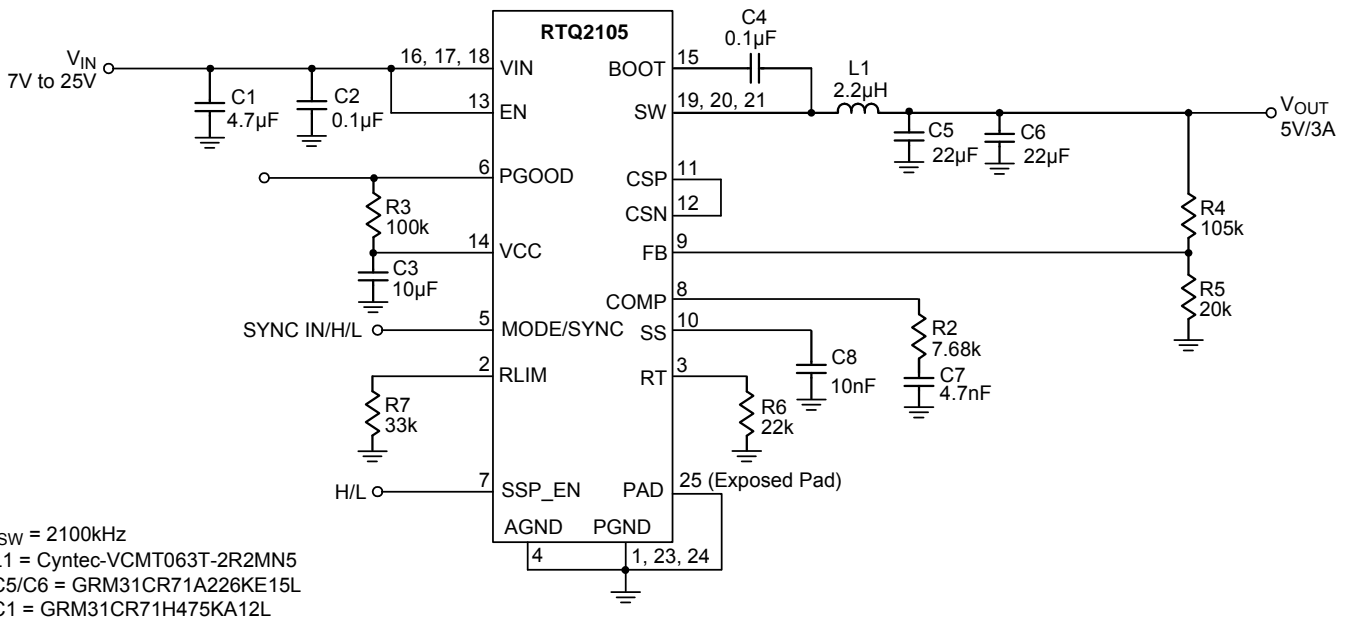 RTQ2105
VIN
7V to 25V
16, 17, 18
VIN
C1
4.7µF
C2
0.1µF
13
EN
6
PGOOD
R3
100k
14
VCC
C3
10µF
SYNC IN/H/L
5
MODE/SYNC
2
RLIM
R7
33k
H/L
7
SSP_EN
AGND
4
PGND
1, 23, 24
BOOT
15
C4
0.1µF
SW
19, 20, 21
L1
2.2µH
C5
22µF
C6
22µF
VOUT
5V/3A
CSP
11
CSN
12
FB
9
R4
105k
R5
20k
COMP
8
R2
7.68k
C7
4.7nF
SS
10
C8
10nF
RT
3
R6
22k
PAD
25 (Exposed Pad)
SW = 2100kHz
1 = Cyntec-VCMT063T-2R2MN5
C5/C6 = GRM31CR71A226KE15L
C1 = GRM31CR71H475KA12L